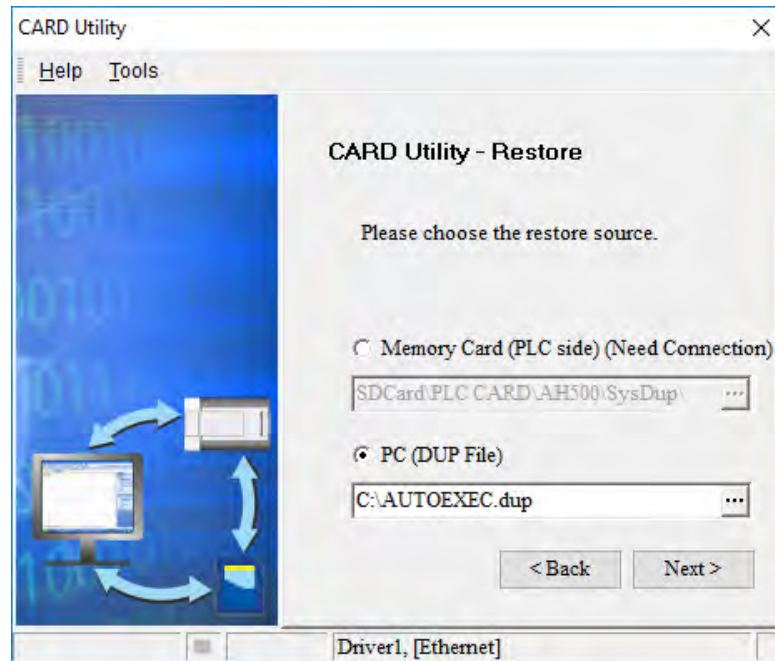 CARD Utility
Help Tools
CARD Utility - Restore
Please choose the restore source.
Memory Card (PLC side) (Need Connection)
SDCard\PLC CARD\AH500\SysDup\
...
PC (DUP File)
C:\AUTOEXEC.dup
...
< Back
Next >
Driver1, [Ethernet]